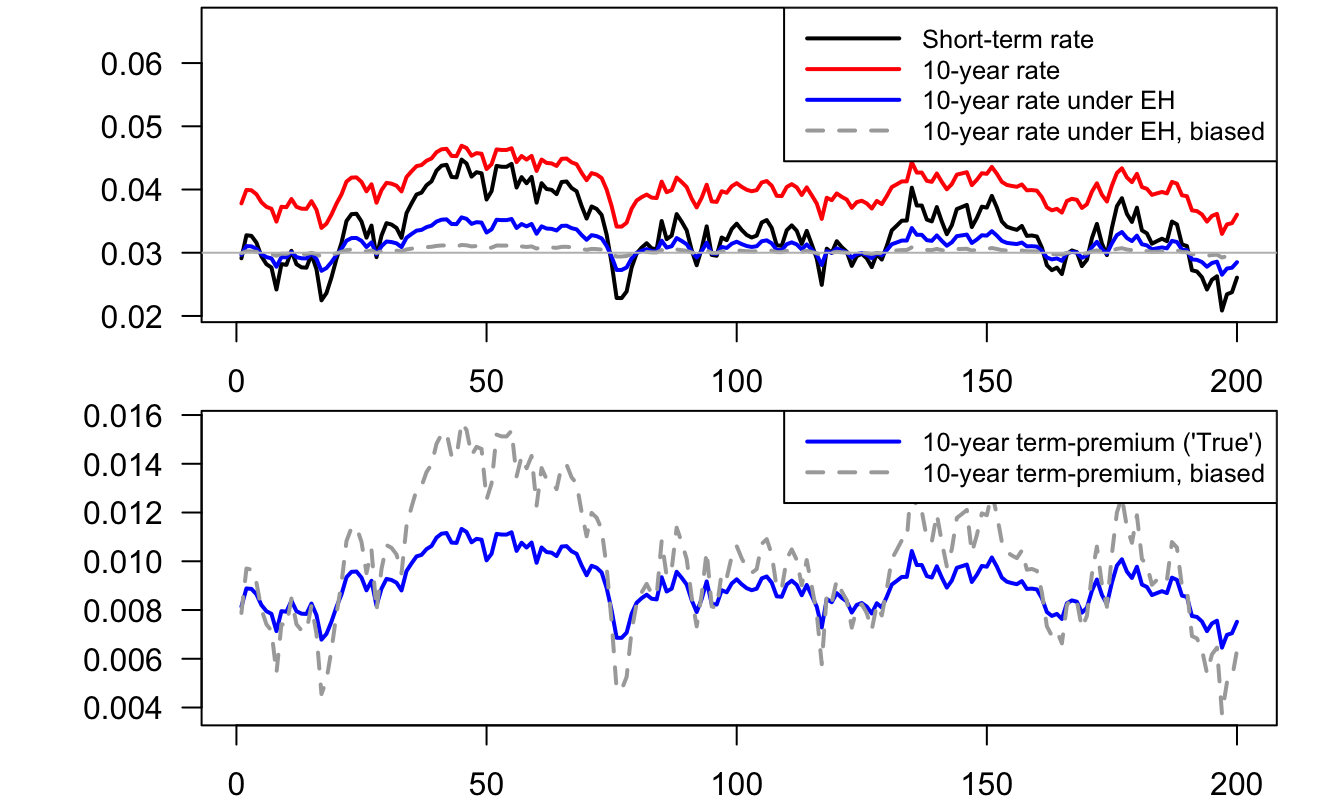 0.06
0.05
0.04
0.03
0.02
Short-term rate
10-year rate
10-year rate under EH
10-year rate under EH, biased
0 50 100 150 200
0.016
0.014
0.012
0.010
0.008
0.006
0.004
10-year term-premium ('True')
10-year term-premium, biased
0 50 100 150 200